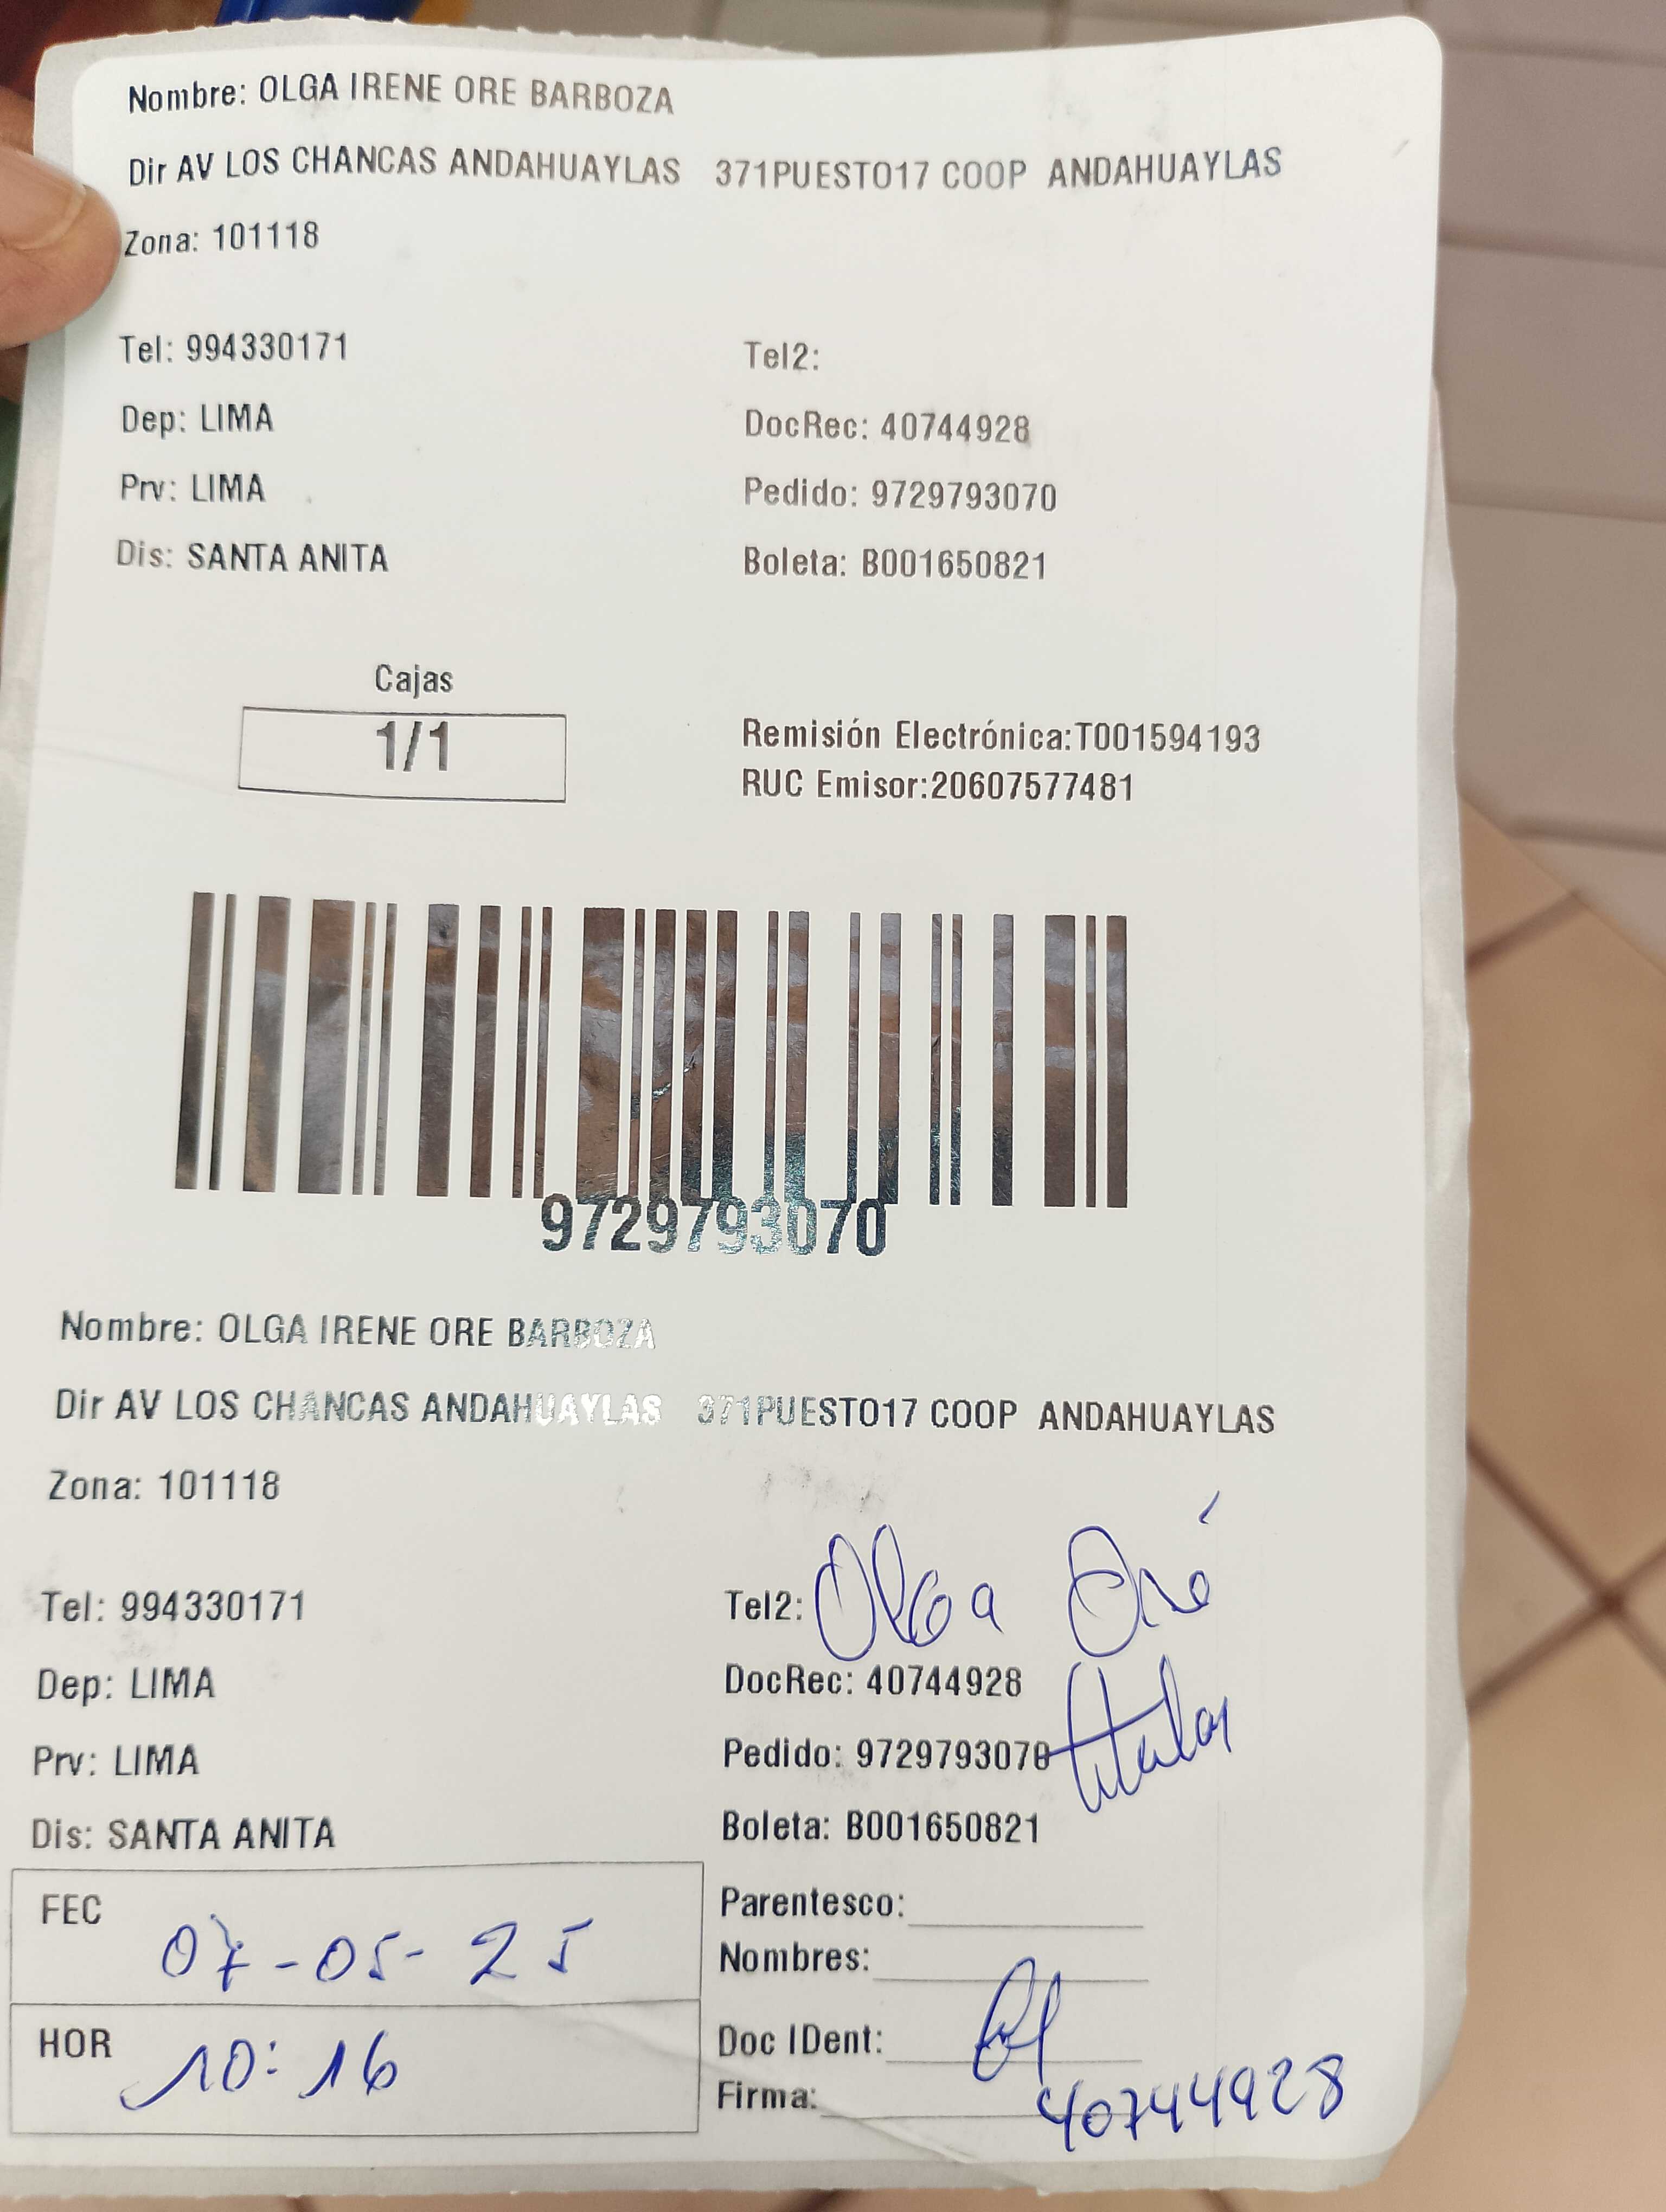 Nombre: OLGA IRENE ORE BARBOZA
Dir AV LOS CHANCAS ANDAHUAYLAS 371PUESTO17 COOP ANDAHUAYLAS
Zona: 101118
Tel: 994330171 Tel2:
Dep: LIMA DocRec: 40744928
Prv: LIMA Pedido: 9729793070
Dis: SANTA ANITA Boleta: B001650821
Cajas
1/1
Remisión Electrónica:T001594193
RUC Emisor:20607577481
9729793070
Nombre: OLGA IRENE ORE BARBOZA
Dir AV LOS CHANCAS ANDAHUAYLAS 371PUESTO17 COOP ANDAHUAYLAS
Zona: 101118
Tel: 994330171 Tel2: Olga Oré
Dep: LIMA DocRec: 40744928
Prv: LIMA Pedido: 9729793070 titular
Dis: SANTA ANITA Boleta: B001650821
FEC 07-05-25
HOR 10:16
Parentesco:
Nombres:
Doc IDent:
Firma: 40744928